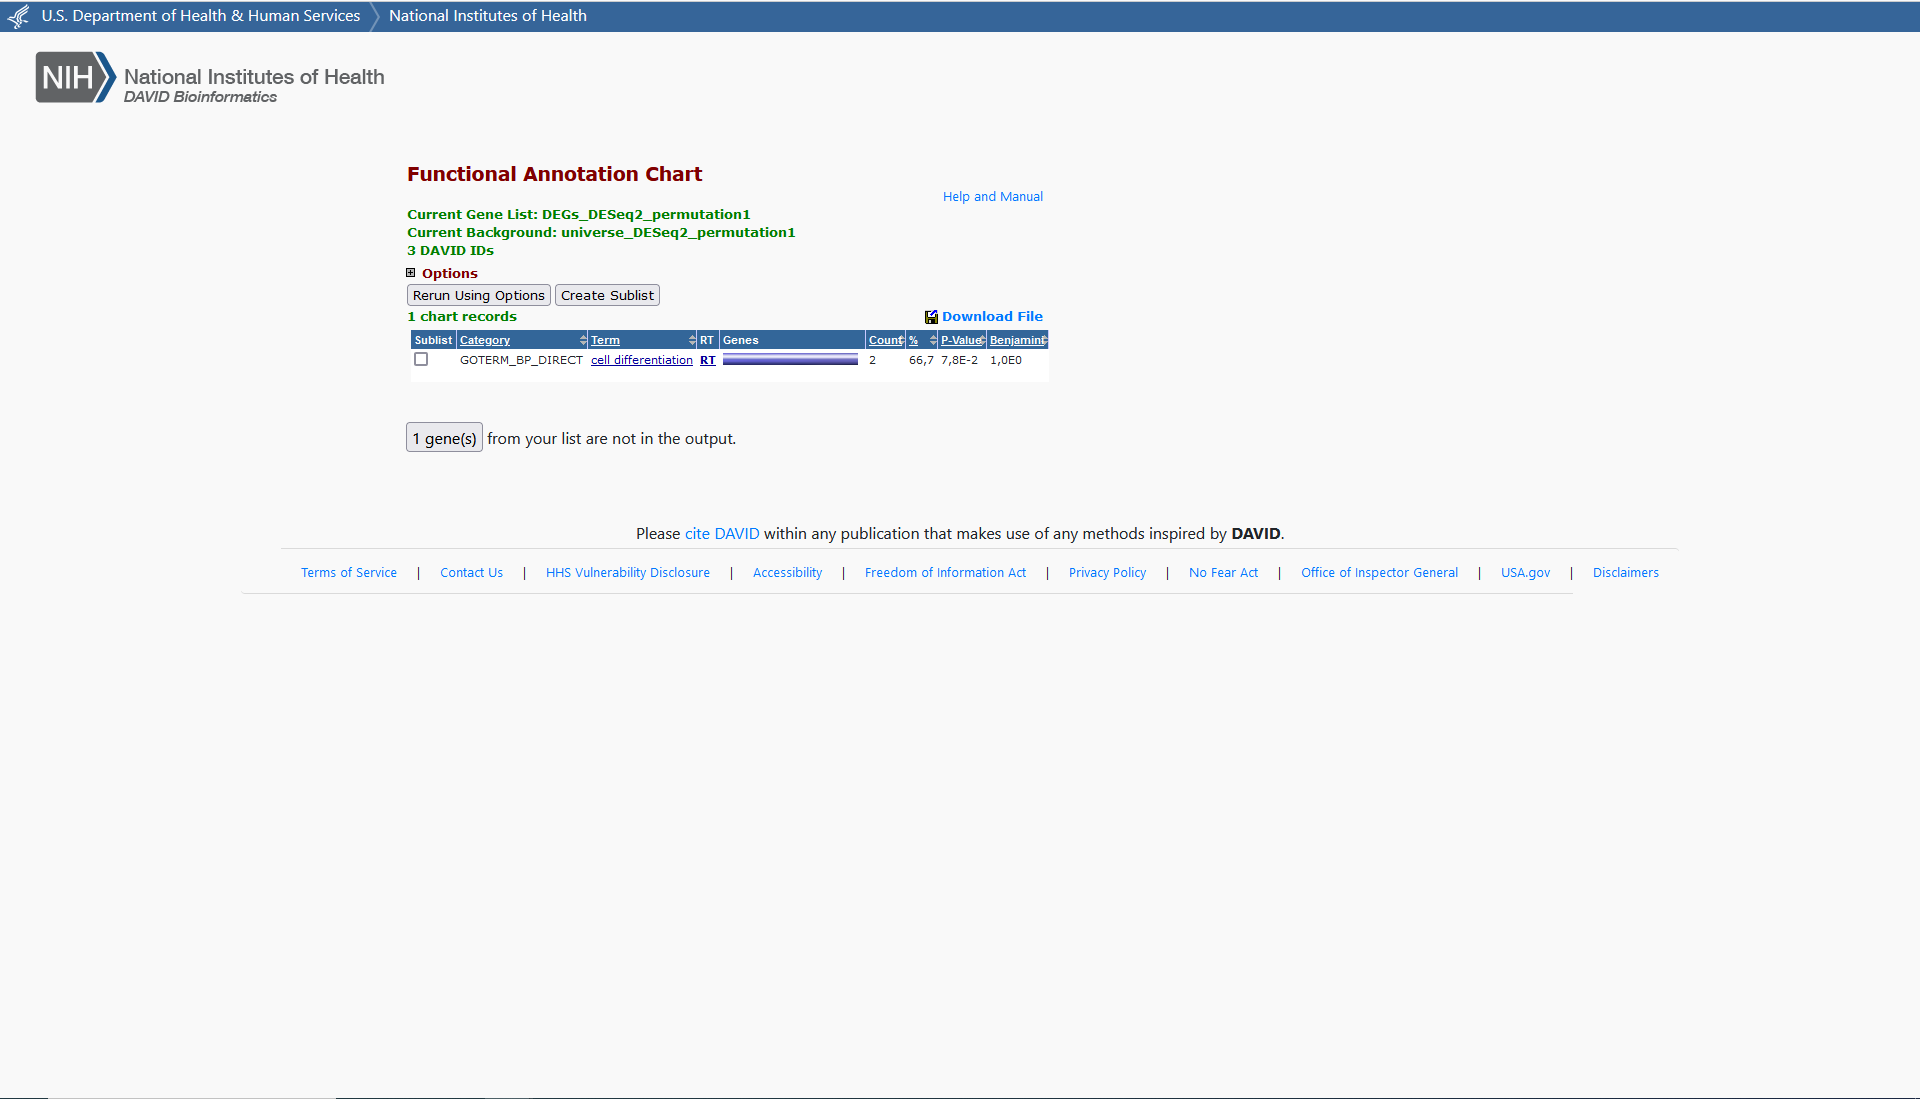 U.S. Department of Health & Human Services National Institutes of Health
NIH National Institutes of Health
DAVID Bioinformatics
Functional Annotation Chart
Help and Manual
Current Gene List: DEGs_DESeq2_permutation1
Current Background: universe_DESeq2_permutation1
3 DAVID IDs
Options
Rerun Using Options Create Sublist
1 chart records Download File
Sublist Category Term RT Genes Count % P-Value Benjamini
GOTERM_BP_DIRECT cell differentiation RT 2 66,7 7,8E-2 1,0E0
1 gene(s) from your list are not in the output.
Please cite DAVID within any publication that makes use of any methods inspired by DAVID.
Terms of Service | Contact Us | HHS Vulnerability Disclosure | Accessibility | Freedom of Information Act | Privacy Policy | No Fear Act | Office of Inspector General | USA.gov | Disclaimers